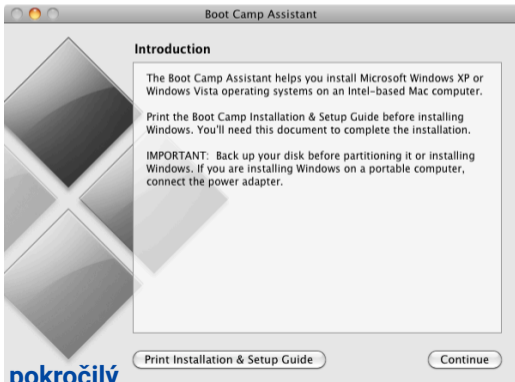 Boot Camp Assistant
Introduction
The Boot Camp Assistant helps you install Microsoft Windows XP or
Windows Vista operating systems on an Intel-based Mac computer.
Print the Boot Camp Installation & Setup Guide before installing
Windows. You'll need this document to complete the installation.
IMPORTANT: Back up your disk before partitioning it or installing
Windows. If you are installing Windows on a portable computer,
connect the power adapter.
Print Installation & Setup Guide
Continue
pokročilý